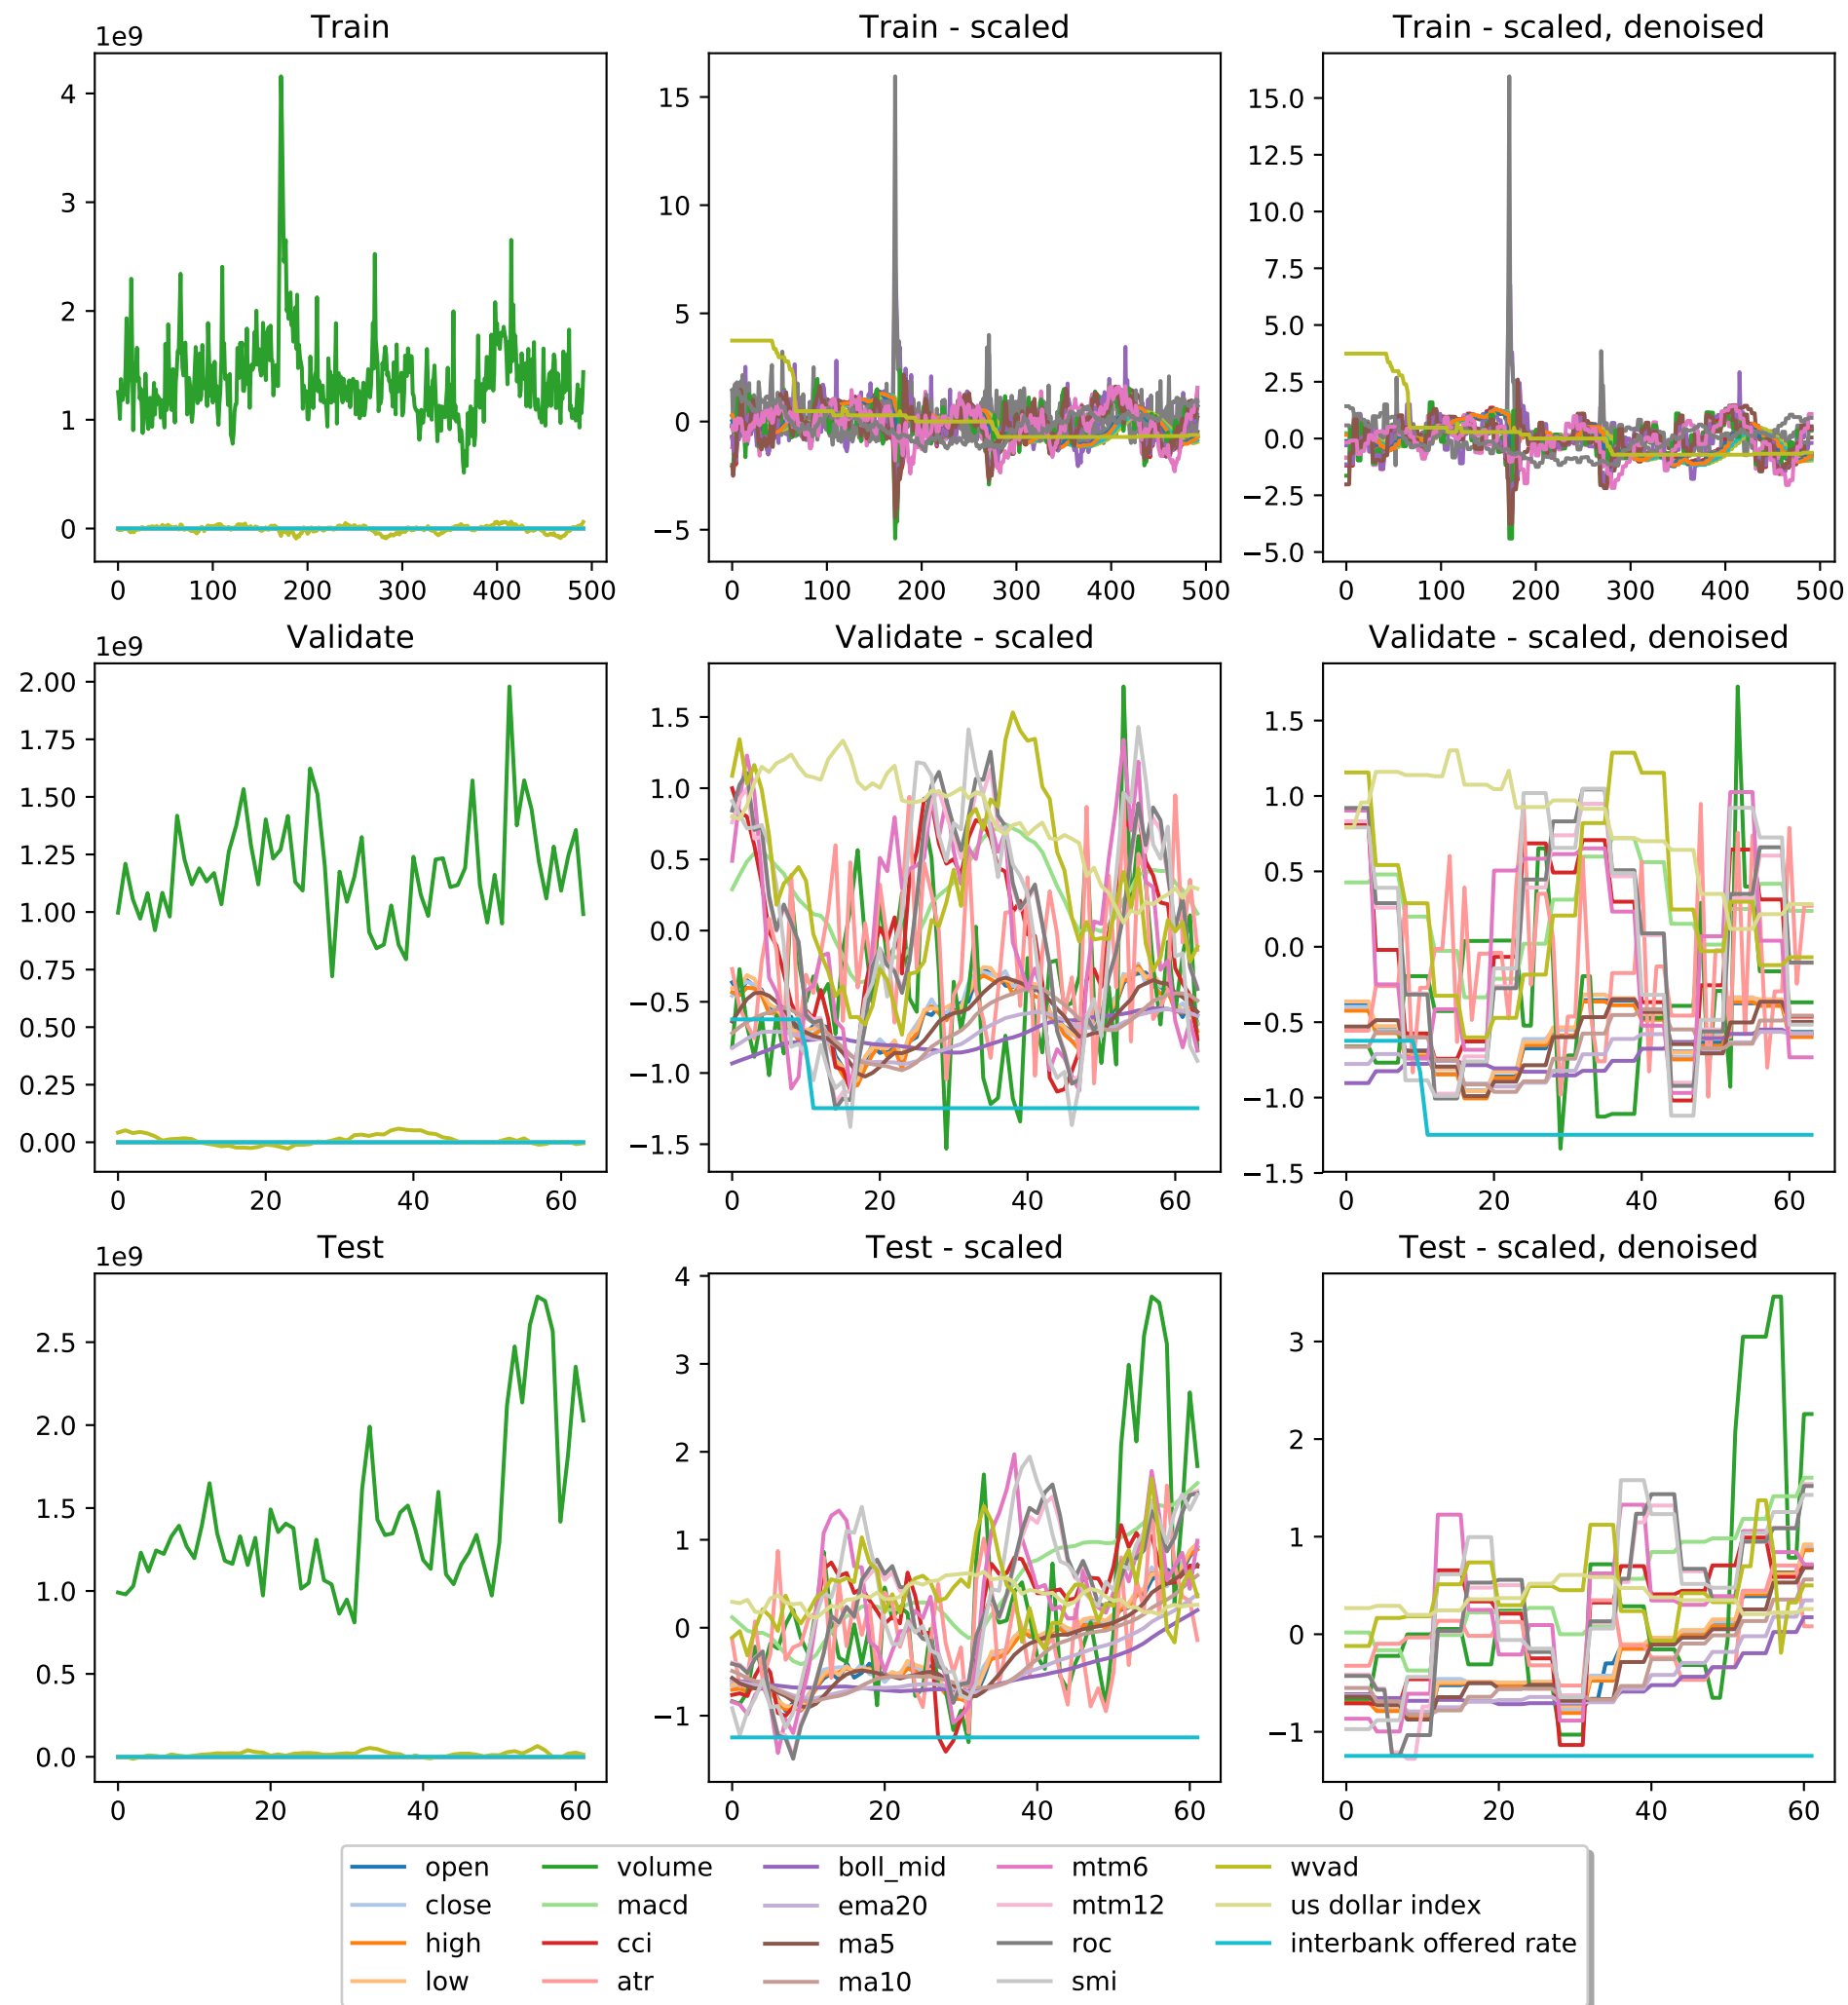 Train
Train - scaled
Train - scaled, denoised
1e9
4
3
2
1
0
0 100 200 300 400 500
15
10
5
0
−5
0 100 200 300 400 500
15.0
12.5
10.0
7.5
5.0
2.5
0.0
−2.5
−5.0
0 100 200 300 400 500
Validate
Validate - scaled
Validate - scaled, denoised
1e9
2.00
1.75
1.50
1.25
1.00
0.75
0.50
0.25
0.00
0 20 40 60
1.5
1.0
0.5
0.0
−0.5
−1.0
−1.5
0 20 40 60
1.5
1.0
0.5
0.0
−0.5
−1.0
−1.5
0 20 40 60
Test
Test - scaled
Test - scaled, denoised
1e9
2.5
2.0
1.5
1.0
0.5
0.0
0 20 40 60
4
3
2
1
0
−1
0 20 40 60
3
2
1
0
−1
0 20 40 60
open
close
high
low
volume
macd
cci
atr
boll_mid
ema20
ma5
ma10
mtm6
mtm12
roc
smi
wvad
us dollar index
interbank offered rate